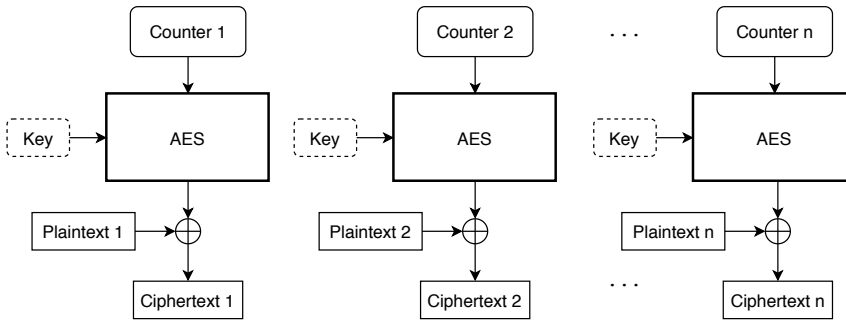 Counter 1
Counter 2
. . .
Counter n
Key
AES
Key
AES
Key
AES
Plaintext 1
Plaintext 2
Plaintext n
Ciphertext 1
Ciphertext 2
. . .
Ciphertext n